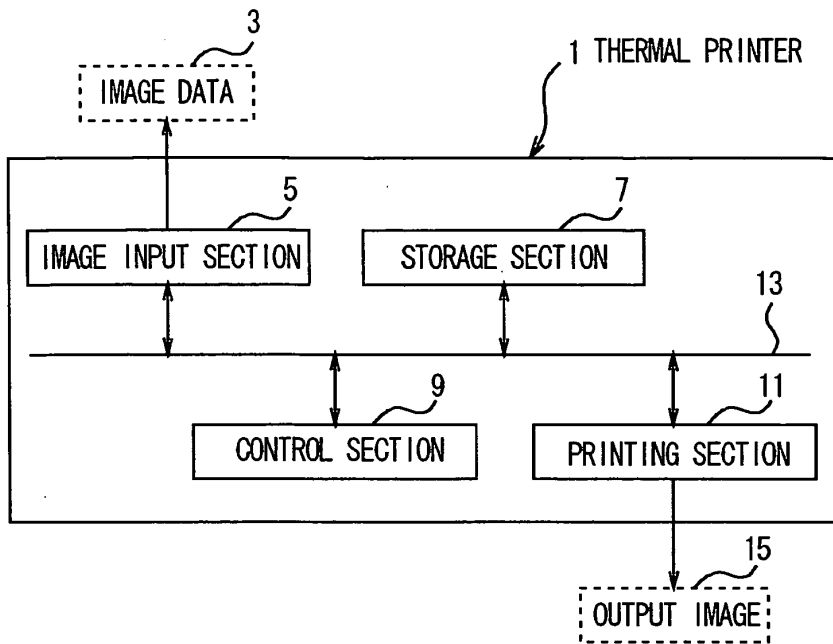 3
1 THERMAL PRINTER
IMAGE DATA
5
7
IMAGE INPUT SECTION
STORAGE SECTION
13
9
11
CONTROL SECTION
PRINTING SECTION
15
OUTPUT IMAGE